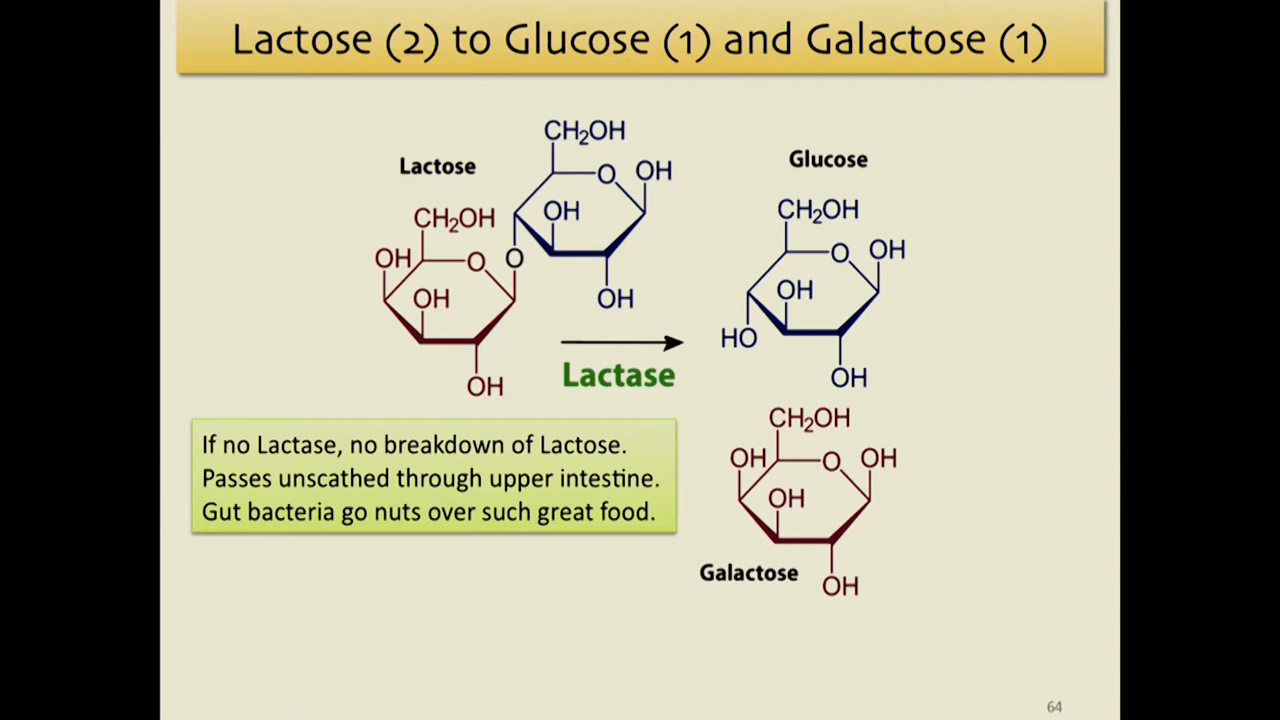 Lactose (2) to Glucose (1) and Galactose (1)
Lactose
CH₂OH
O
OH
OH
OH
CH₂OH
OH
O
OH
OH
O
Lactase
Glucose
CH₂OH
O
OH
OH
HO
OH
If no Lactase, no breakdown of Lactose.
Passes unscathed through upper intestine.
Gut bacteria go nuts over such great food.
CH₂OH
OH
O
OH
OH
OH
Galactose
64